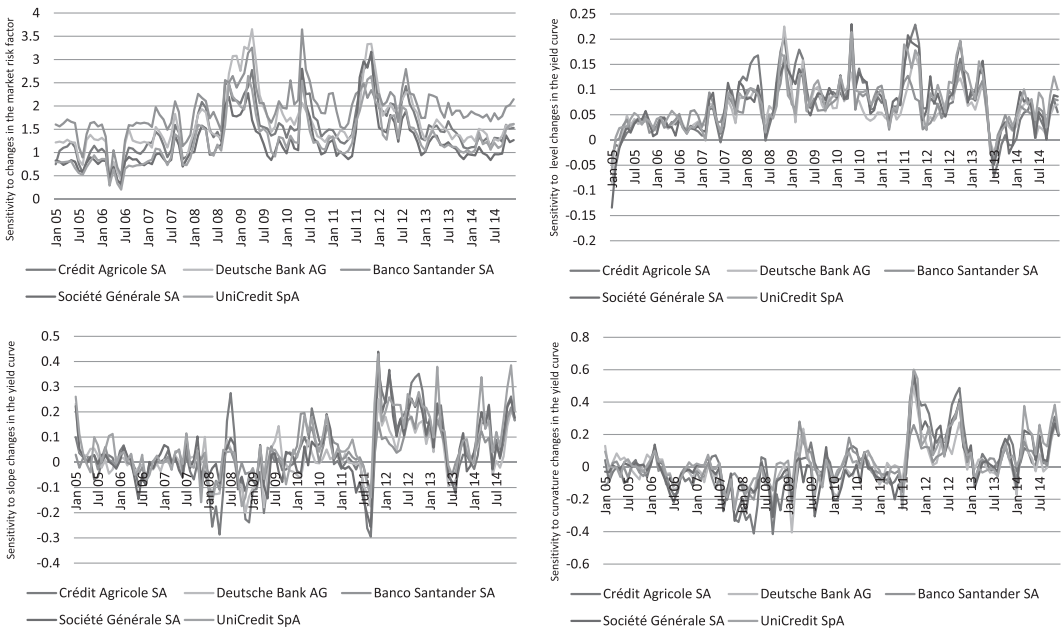 Sensitivity to changes in the market risk factor
4
3.5
3
2.5
2
1.5
1
0.5
0
Jan 05
Jul 05
Jan 06
Jul 06
Jan 07
Jul 07
Jan 08
Jul 08
Jan 09
Jul 09
Jan 10
Jul 10
Jan 11
Jul 11
Jan 12
Jul 12
Jan 13
Jul 13
Jan 14
Jul 14
Crédit Agricole SA
Deutsche Bank AG
Banco Santander SA
Société Générale SA
UniCredit SpA
Sensitivity to level changes in the yield curve
0.25
0.2
0.15
0.1
0.05
0
-0.05
-0.1
-0.15
-0.2
Jan 05
Jul 05
Jan 06
Jul 06
Jan 07
Jul 07
Jan 08
Jul 08
Jan 09
Jul 09
Jan 10
Jul 10
Jan 11
Jul 11
Jan 12
Jul 12
Jan 13
Jul 13
Jan 14
Jul 14
Crédit Agricole SA
Deutsche Bank AG
Banco Santander SA
Société Générale SA
UniCredit SpA
Sensitivity to slope changes in the yield curve
0.5
0.4
0.3
0.2
0.1
0
-0.1
-0.2
-0.3
-0.4
Jan 05
Jul 05
Jan 06
Jul 06
Jan 07
Jul 07
Jan 08
Jul 08
Jan 09
Jul 09
Jan 10
Jul 10
Jan 11
Jul 11
Jan 12
Jul 12
Jan 13
Jul 13
Jan 14
Jul 14
Crédit Agricole SA
Deutsche Bank AG
Banco Santander SA
Société Générale SA
UniCredit SpA
Sensitivity to curvature changes in the yield curve
0.8
0.6
0.4
0.2
0
-0.2
-0.4
-0.6
Jan 05
Jul 05
Jan 06
Jul 06
Jan 07
Jul 07
Jan 08
Jul 08
Jan 09
Jul 09
Jan 10
Jul 10
Jan 11
Jul 11
Jan 12
Jul 12
Jan 13
Jul 13
Jan 14
Jul 14
Crédit Agricole SA
Deutsche Bank AG
Banco Santander SA
Société Générale SA
UniCredit SpA